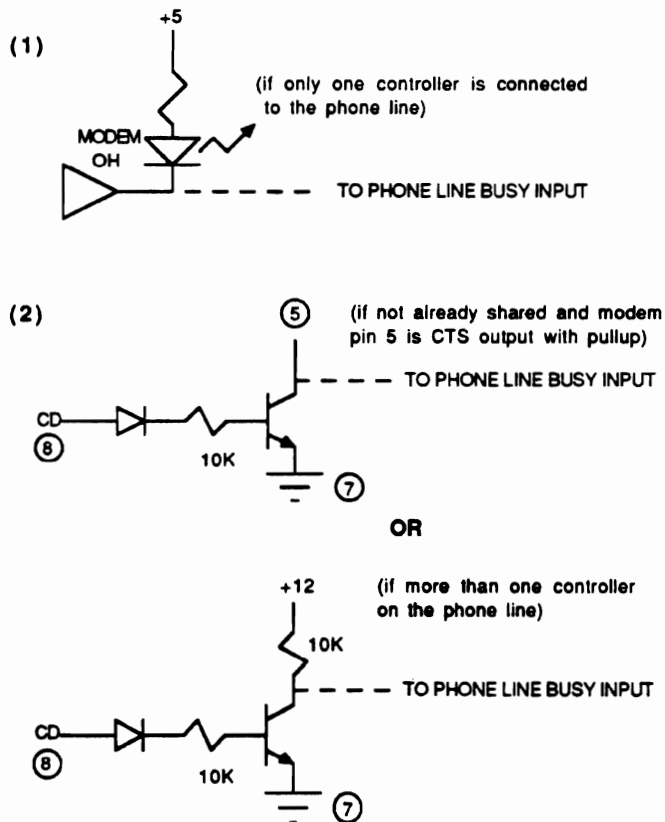 +5
(1)
(if only one controller is connected
to the phone line)
MODEM
OH
TO PHONE LINE BUSY INPUT
(2)
5
(if not already shared and modem
pin 5 is CTS output with pullup)
TO PHONE LINE BUSY INPUT
CD
8
10K
7
OR
+12
(if more than one controller
on the phone line)
10K
TO PHONE LINE BUSY INPUT
CD
8
10K
7